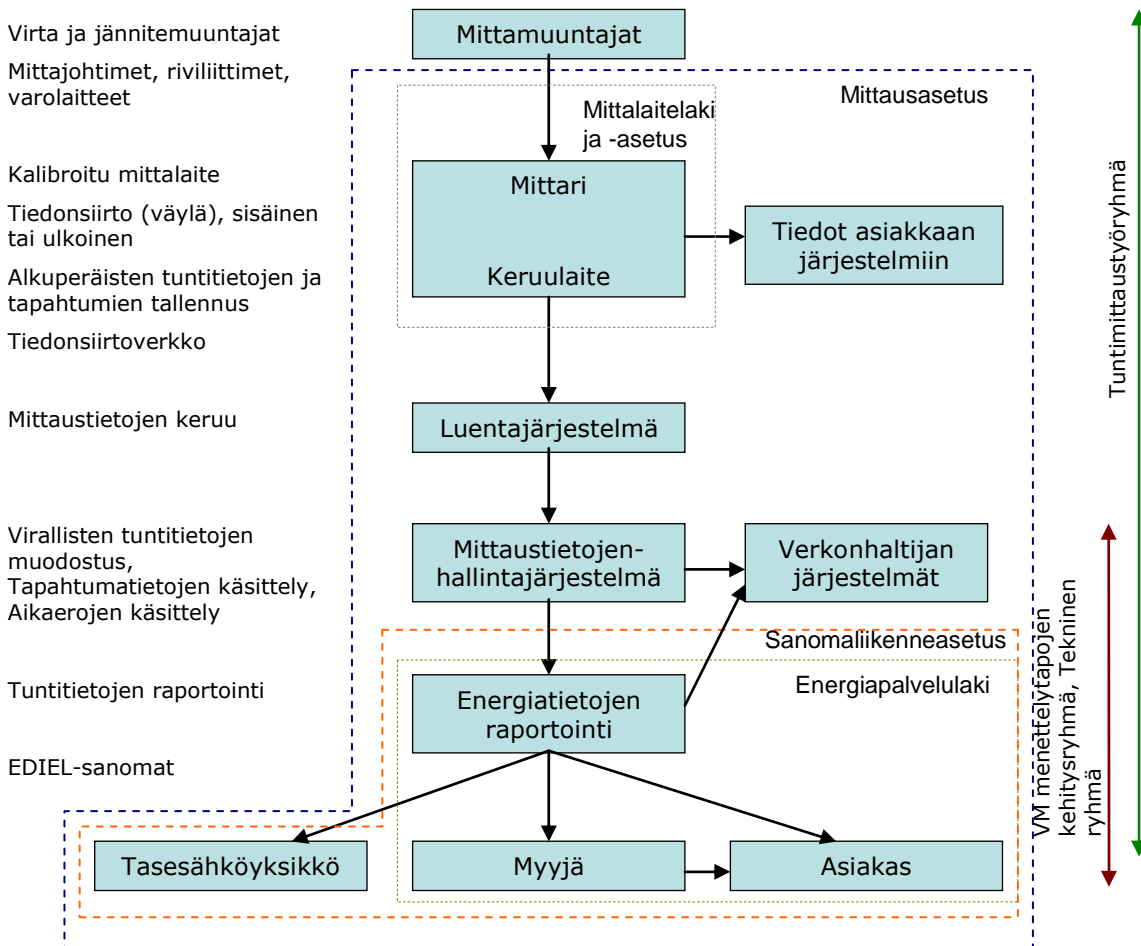 Virta ja jännitemuuntajat
Mittajohtimet, riviliittimet,
varolaitteet
Kalibroitu mittalaite
Tiedonsiirto (väylä), sisäinen
tai ulkoinen
Alkuperäisten tuntitietojen ja
tapahtumien tallennus
Tiedonsiirtoverkko
Mittaustietojen keruu
Virallisten tuntitietojen
muodostus,
Tapahtumatietojen käsittely,
Aikaerojen käsittely
Tuntitietojen raportointi
EDIEL-sanomat
Mittamuuntajat
Mittausasetus
Mittalaitelaki
ja -asetus
Mittari
Keruulaite
Tiedot asiakkaan
järjestelmiin
Luentajärjestelmä
Mittaustietojen-
hallintajärjestelmä
Verkonhaltijan
järjestelmät
Sanomaliikenneasetus
Energiapalvelulaki
Energiatietojen
raportointi
Tasesähköyksikkö
Myyjä
Asiakas
Tuntimittaustyöryhmä
VM menettelytapojen
kehitysryhmä, Tekninen
ryhmä